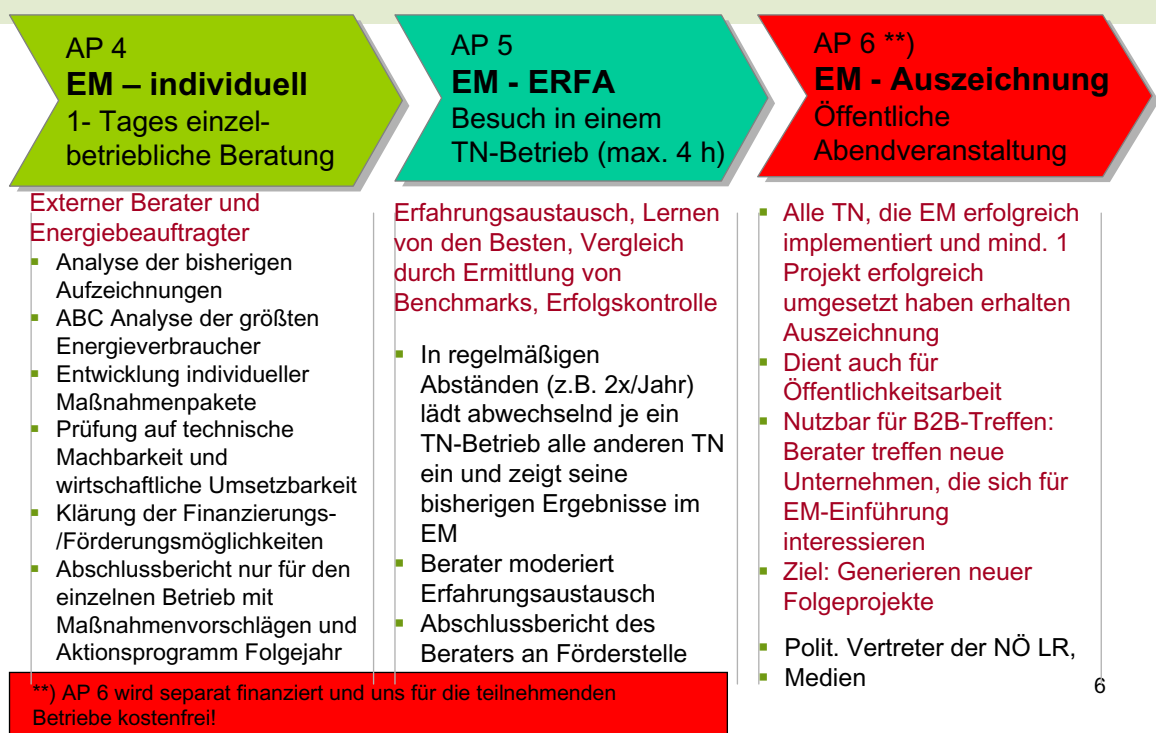 AP 4
EM – individuell
1- Tages einzel-
betriebliche Beratung
Externer Berater und
Energiebeauftragter
▪ Analyse der bisherigen
Aufzeichnungen
▪ ABC Analyse der größten
Energieverbraucher
▪ Entwicklung individueller
Maßnahmenpakete
▪ Prüfung auf technische
Machbarkeit und
wirtschaftliche Umsetzbarkeit
▪ Klärung der Finanzierungs-
/Förderungsmöglichkeiten
▪ Abschlussbericht nur für den
einzelnen Betrieb mit
Maßnahmenvorschlägen und
Aktionsprogramm Folgejahr
AP 5
EM - ERFA
Besuch in einem
TN-Betrieb (max. 4 h)
Erfahrungsaustausch, Lernen
von den Besten, Vergleich
durch Ermittlung von
Benchmarks, Erfolgskontrolle
▪ In regelmäßigen
Abständen (z.B. 2x/Jahr)
lädt abwechselnd je ein
TN-Betrieb alle anderen TN
ein und zeigt seine
bisherigen Ergebnisse im
EM
▪ Berater moderiert
Erfahrungsaustausch
▪ Abschlussbericht des
Beraters an Förderstelle
AP 6 **)
EM - Auszeichnung
Öffentliche
Abendveranstaltung
▪ Alle TN, die EM erfolgreich
implementiert und mind. 1
Projekt erfolgreich
umgesetzt haben erhalten
Auszeichnung
▪ Dient auch für
Öffentlichkeitsarbeit
▪ Nutzbar für B2B-Treffen:
Berater treffen neue
Unternehmen, die sich für
EM-Einführung
interessieren
▪ Ziel: Generieren neuer
Folgeprojekte
▪ Polit. Vertreter der NÖ LR,
▪ Medien
**) AP 6 wird separat finanziert und uns für die teilnehmenden
Betriebe kostenfrei!
6